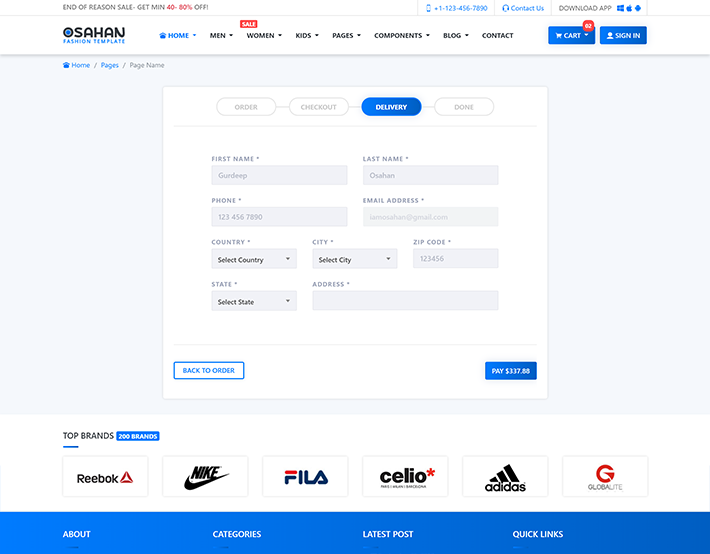 END OF REASON SALE- GET MIN 40- 80% OFF!
+1-123-456-7890
Contact Us
DOWNLOAD APP
OSAHAN
FASHION TEMPLATE
HOME
MEN
SALE
WOMEN
KIDS
PAGES
COMPONENTS
BLOG
CONTACT
CART
02
SIGN IN
Home / Pages / Page Name
ORDER
CHECKOUT
DELIVERY
DONE
FIRST NAME *
LAST NAME *
Gurdeep
Osahan
PHONE *
EMAIL ADDRESS *
123 456 7890
iamosahan@gmail.com
COUNTRY *
CITY *
ZIP CODE *
Select Country
Select City
123456
STATE *
ADDRESS *
Select State
BACK TO ORDER
PAY $337.88
TOP BRANDS 200 BRANDS
Reebok
NIKE
FILA
celio*
PARIS / MILAN / BARCELONA
adidas
GLOBALITE
ABOUT
CATEGORIES
LATEST POST
QUICK LINKS